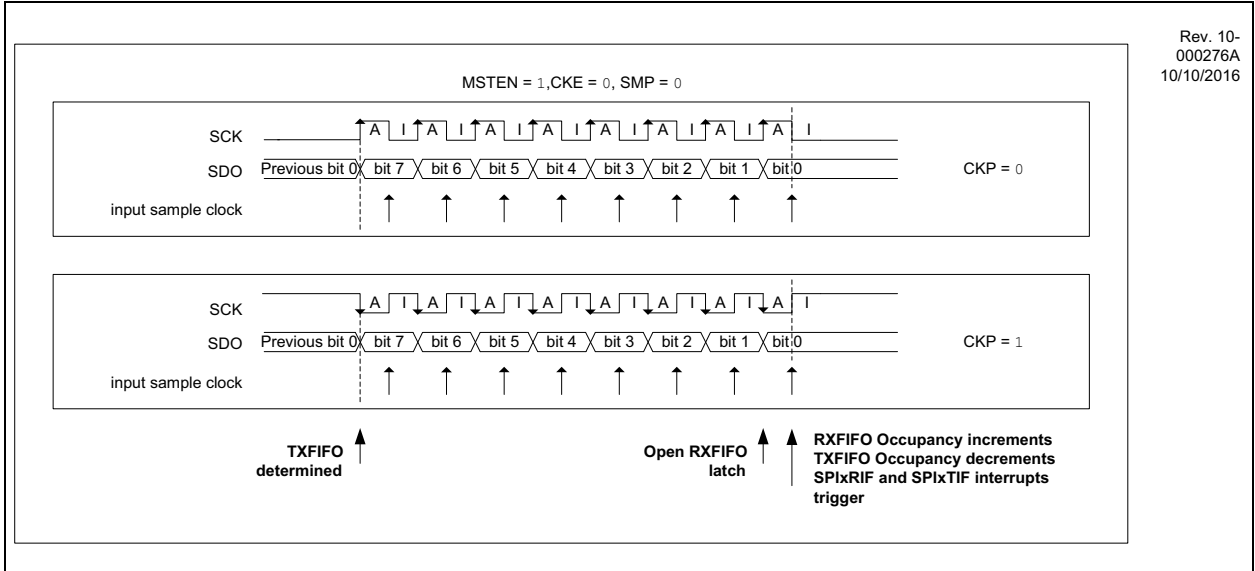 Rev. 10-
000276A
10/10/2016
MSTEN = 1,CKE = 0, SMP = 0
SCK
A I A I A I A I A I A I A I A I
SDO
Previous bit 0 bit 7 bit 6 bit 5 bit 4 bit 3 bit 2 bit 1 bit 0
CKP = 0
input sample clock
SCK
A I A I A I A I A I A I A I A I
SDO
Previous bit 0 bit 7 bit 6 bit 5 bit 4 bit 3 bit 2 bit 1 bit 0
CKP = 1
input sample clock
TXFIFO
determined
Open RXFIFO
latch
RXFIFO Occupancy increments
TXFIFO Occupancy decrements
SPIxRIF and SPIxTIF interrupts
trigger